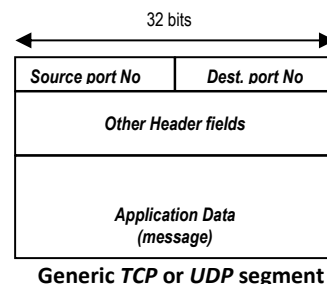 32 bits
Source port No Dest. port No
Other Header fields
Application Data
(message)
Generic TCP or UDP segment